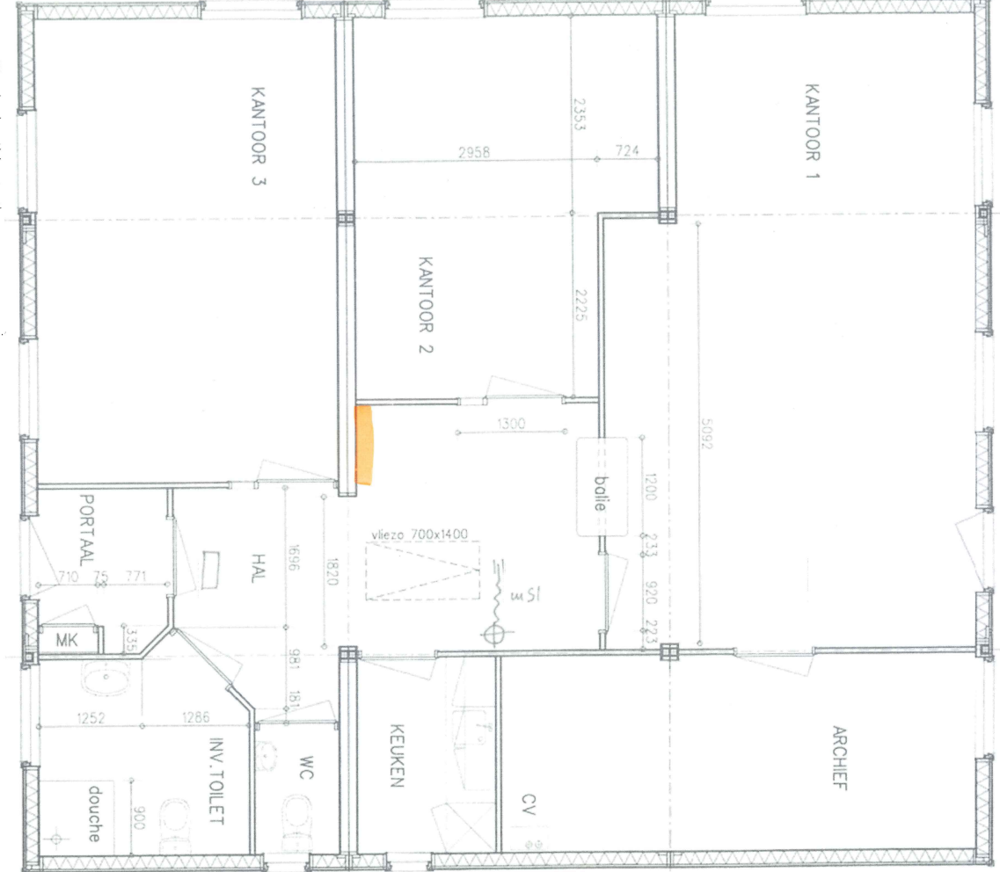 KANTOOR 3
KANTOOR 1
2353
2958
724
KANTOOR 2
2225
5092
1300
1200
balie
233
920
223
PORTAAL
HAL
vliezo 700x1400
1696
1820
710
75
771
MK
335
981
181
15 m
1252
1286
INV.TOILET
WC
KEUKEN
CV
ARCHIEF
douche
900